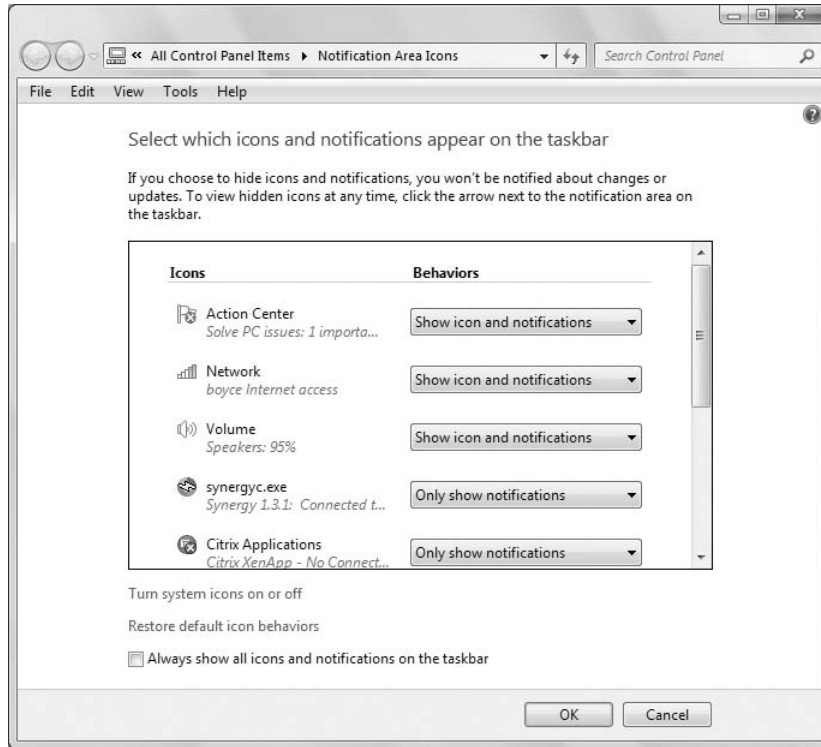 « All Control Panel Items ▸ Notification Area Icons Search Control Panel
File Edit View Tools Help
Select which icons and notifications appear on the taskbar
If you choose to hide icons and notifications, you won't be notified about changes or
updates. To view hidden icons at any time, click the arrow next to the notification area on
the taskbar.
Icons Behaviors
Action Center
Solve PC issues: 1 importa...
Show icon and notifications
Network
boyce Internet access
Show icon and notifications
Volume
Speakers: 95%
Show icon and notifications
synergyc.exe
Synergy 1.3.1: Connected t...
Only show notifications
Citrix Applications
Citrix XenApp - No Connect...
Only show notifications
Turn system icons on or off
Restore default icon behaviors
Always show all icons and notifications on the taskbar
OK Cancel